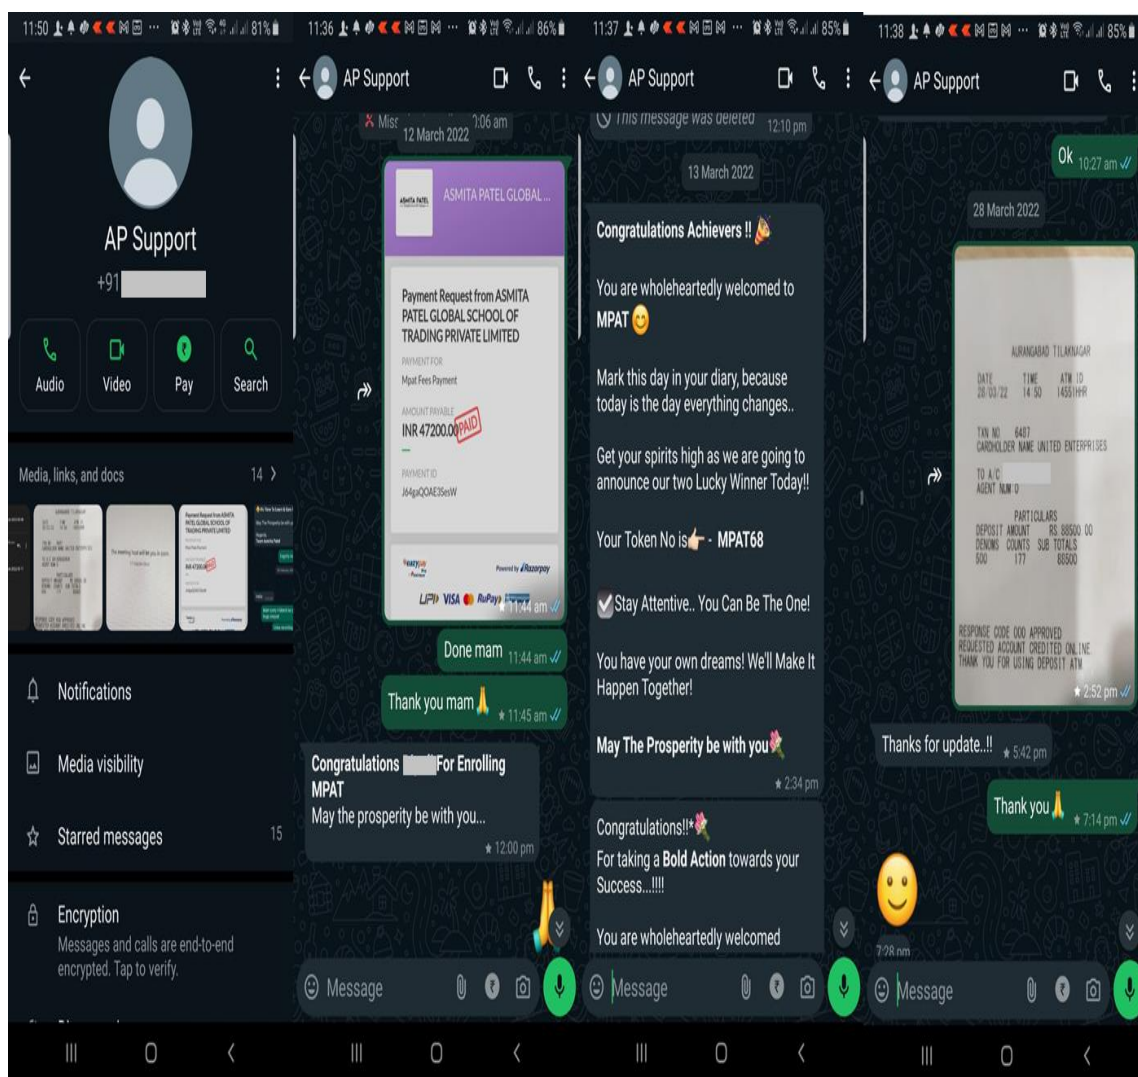 11:50
81%
AP Support
+91
Audio
Video
Pay
Search
Media, links, and docs
14 >
Notifications
Media visibility
Starred messages
15
Encryption
Messages and calls are end-to-end
encrypted. Tap to verify.
11:36
86%
AP Support
12 March 2022
ASMITA PATEL
ASMITA PATEL GLOBAL ...
Payment Request from ASMITA
PATEL GLOBAL SCHOOL OF
TRADING PRIVATE LIMITED
PAYMENT FOR
Mpat Fees Payment
AMOUNT PAYABLE
INR 47200.00
PAID
PAYMENT ID
Powered by Razorpay
UPI VISA RuPay
11:44 am
Done mam 11:44 am
Thank you mam 🙏 11:45 am
Congratulations For Enrolling
MPAT
May the prosperity be with you...
12:00 pm
Message
11:37
85%
AP Support
This message was deleted 12:10 pm
13 March 2022
Congratulations Achievers !! 🎉
You are wholeheartedly welcomed to
MPAT 😊
Mark this day in your diary, because
today is the day everything changes..
Get your spirits high as we are going to
announce our two Lucky Winner Today!!
Your Token No is👉🏻 - MPAT68
☑️Stay Attentive.. You Can Be The One!
You have your own dreams! We'll Make It
Happen Together!
May The Prosperity be with you💐
2:34 pm
Congratulations!!*💐
For taking a Bold Action towards your
Success...!!!!
You are wholeheartedly welcomed
Message
11:38
85%
AP Support
Ok 10:27 am
28 March 2022
AURANGABAD TILAKNAGAR
DATE TIME ATM ID
28/03/22 14:50 14551HHR
TXN NO 6487
CARDHOLDER NAME UNITED ENTERPRISES
TO A/C
AGENT NUM 0
PARTICULARS
DEPOSIT AMOUNT RS. 88500.00
DENOMS COUNTS SUB TOTALS
500 177 88500
RESPONSE CODE 000 APPROVED
REQUESTED ACCOUNT CREDITED ONLINE
THANK YOU FOR USING DEPOSIT ATM
2:52 pm
Thanks for update..!! 5:42 pm
Thank you 🙏 7:14 pm
7:28 pm
Message